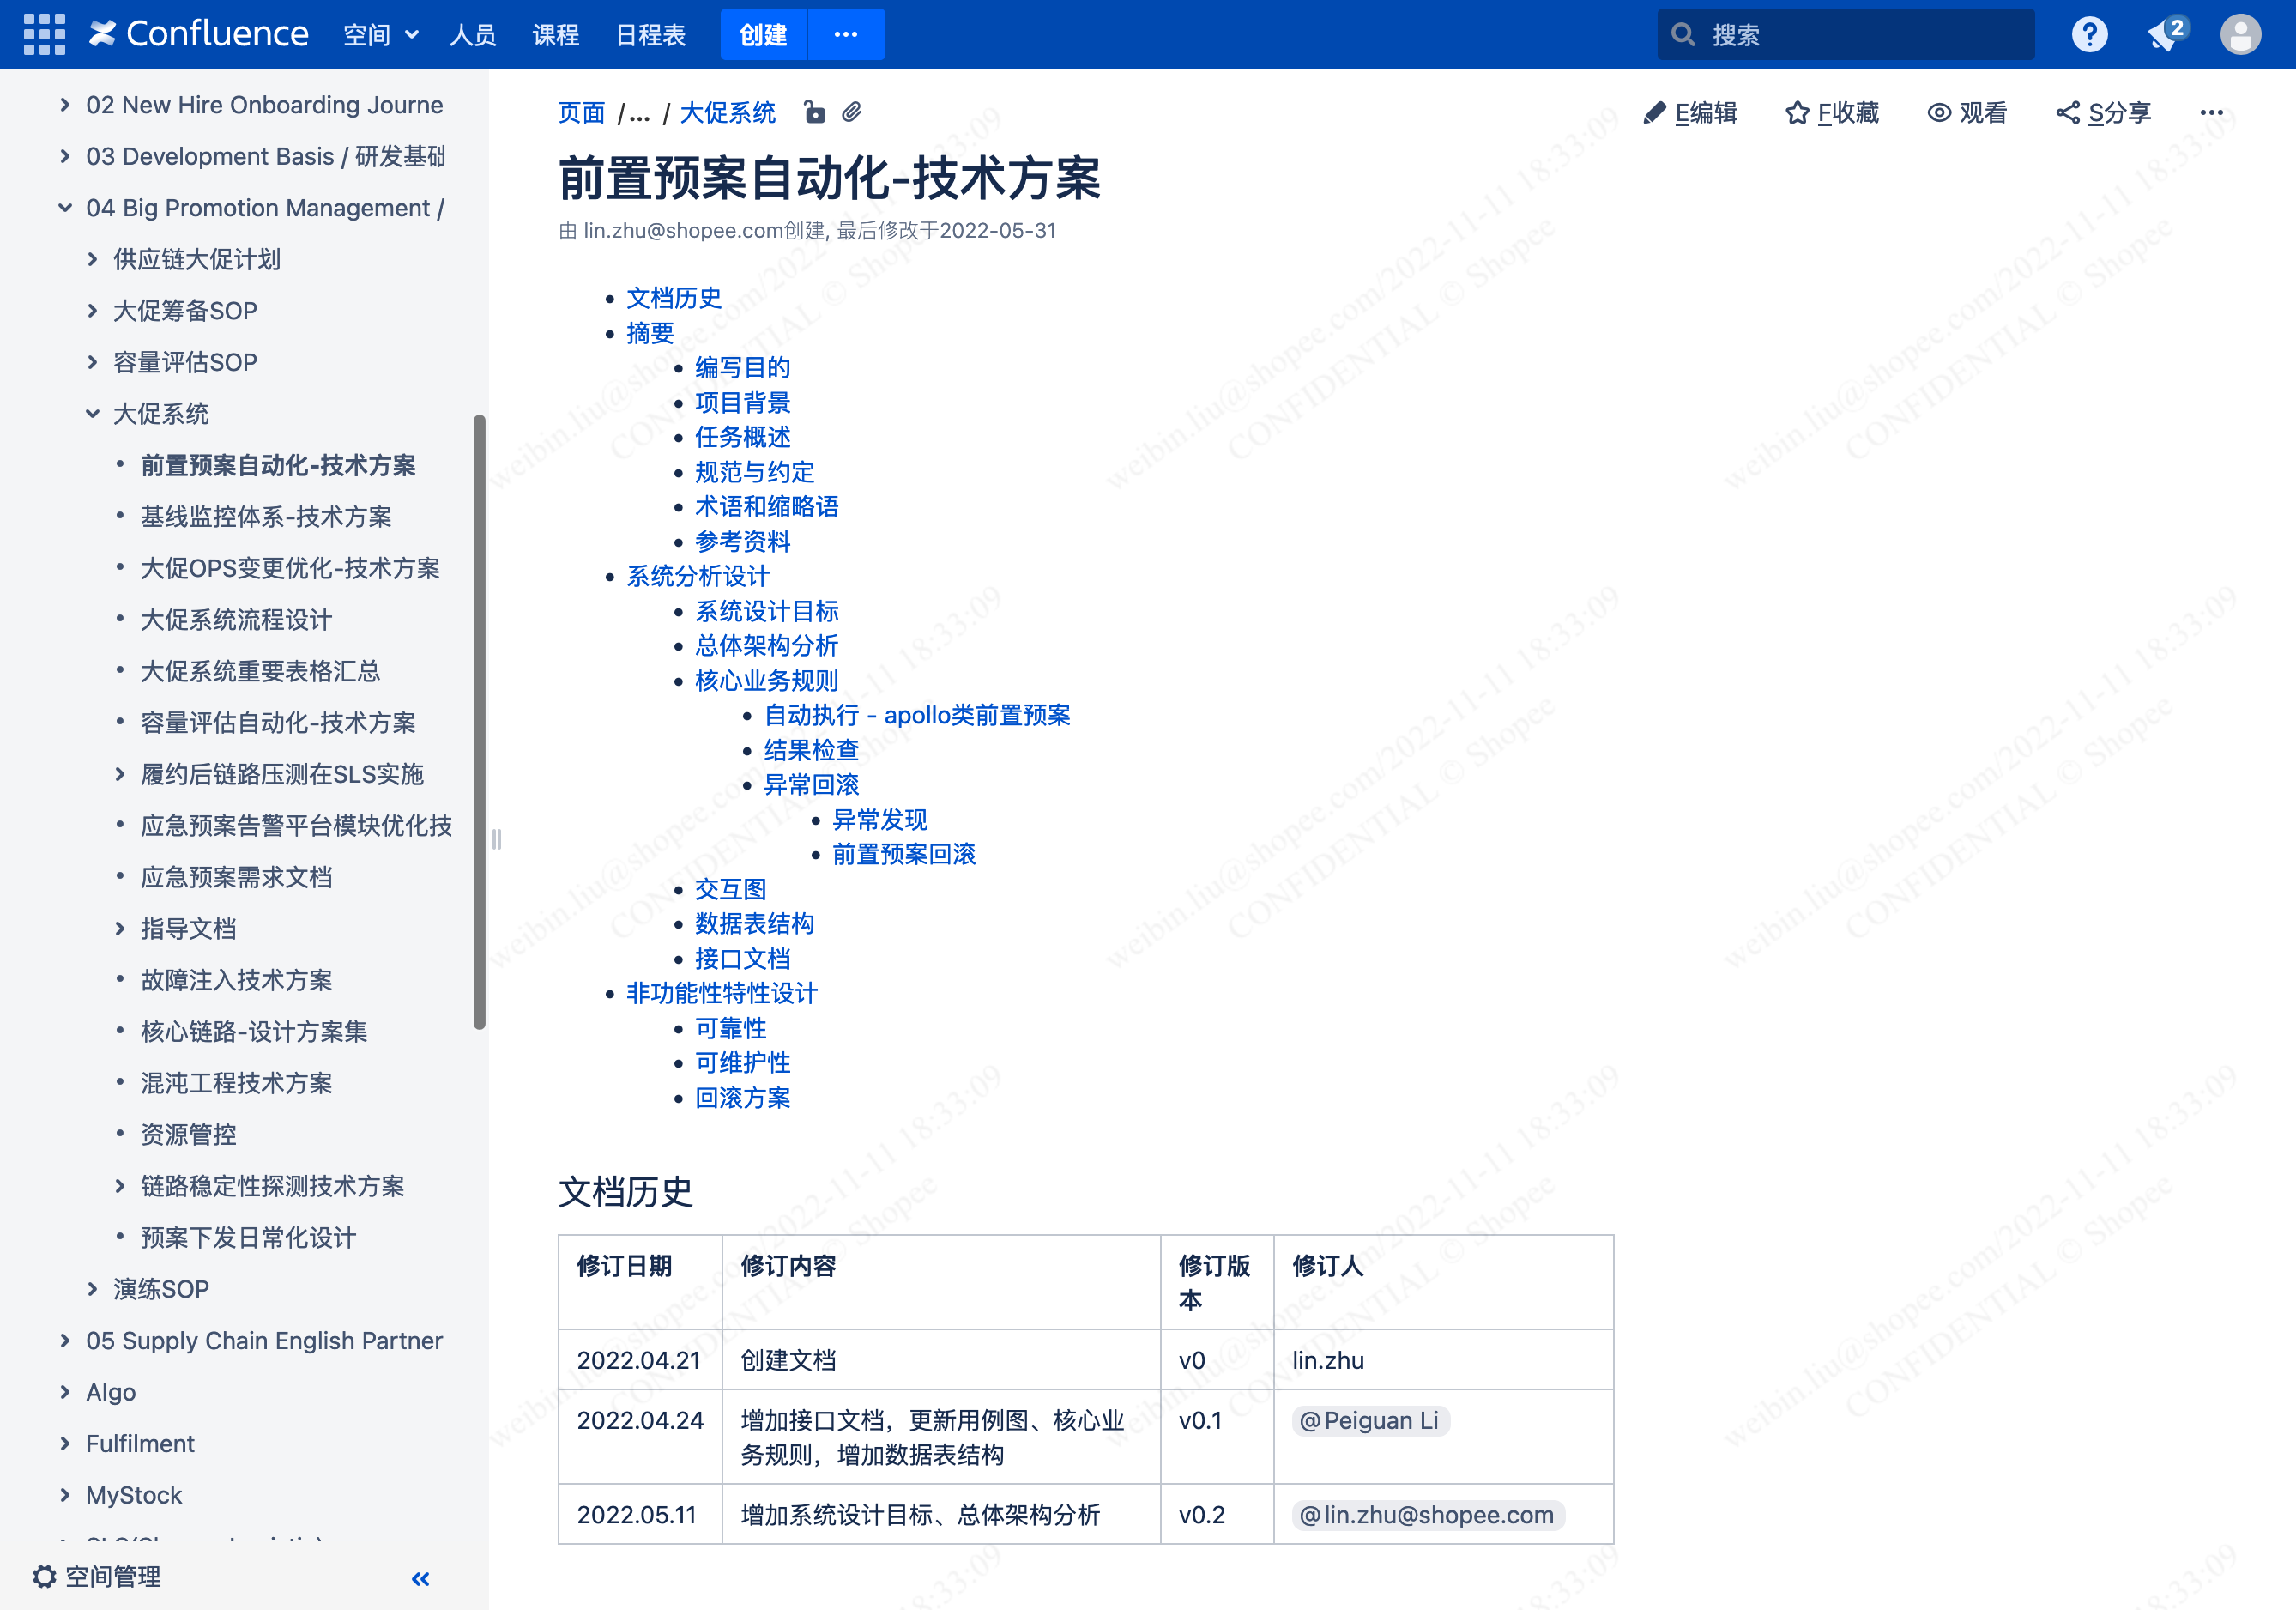 Confluence 空间 人员 课程 日程表 创建 ··· 搜索 2
02 New Hire Onboarding Journe
03 Development Basis / 研发基础
04 Big Promotion Management /
供应链大促计划
大促筹备SOP
容量评估SOP
大促系统
前置预案自动化-技术方案
基线监控体系-技术方案
大促OPS变更优化-技术方案
大促系统流程设计
大促系统重要表格汇总
容量评估自动化-技术方案
履约后链路压测在SLS实施
应急预案告警平台模块优化技
应急预案需求文档
指导文档
故障注入技术方案
核心链路-设计方案集
混沌工程技术方案
资源管控
链路稳定性探测技术方案
预案下发日常化设计
演练SOP
05 Supply Chain English Partner
Algo
Fulfilment
MyStock
空间管理
页面 /... / 大促系统
E编辑 F收藏 观看 S分享 ···
前置预案自动化-技术方案
由 lin.zhu@shopee.com创建, 最后修改于2022-05-31
文档历史
摘要
编写目的
项目背景
任务概述
规范与约定
术语和缩略语
参考资料
系统分析设计
系统设计目标
总体架构分析
核心业务规则
自动执行 - apollo类前置预案
结果检查
异常回滚
异常发现
前置预案回滚
交互图
数据表结构
接口文档
非功能性特性设计
可靠性
可维护性
回滚方案
文档历史
修订日期 修订内容 修订版本 修订人
2022.04.21 创建文档 v0 lin.zhu
2022.04.24 增加接口文档，更新用例图、核心业务规则，增加数据表结构 v0.1 @Peiguan Li
2022.05.11 增加系统设计目标、总体架构分析 v0.2 @lin.zhu@shopee.com
weibin.liu@shopee.com/2022-11-11 18:33:09
CONFIDENTIAL © Shopee